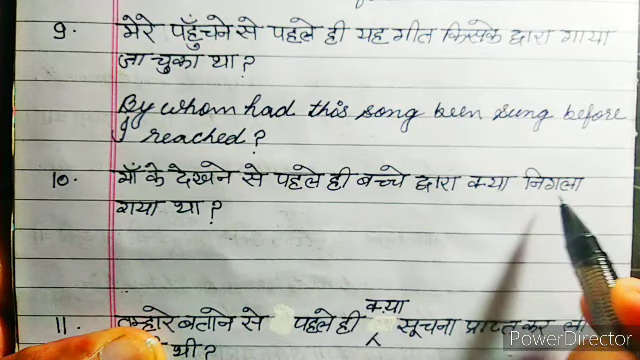 9. मेरे पहुँचने से पहले ही यह गीत किसके द्वारा गाया
जा चुका था?
By whom had this song been sung before
I reached?
10. माँ के देखने से पहले ही बच्चे द्वारा क्या निगला
गया था?
क्या
11. तुम्हारे बताने से पहले ही सूचना प्राप्त कर ली
थी?
PowerDirector